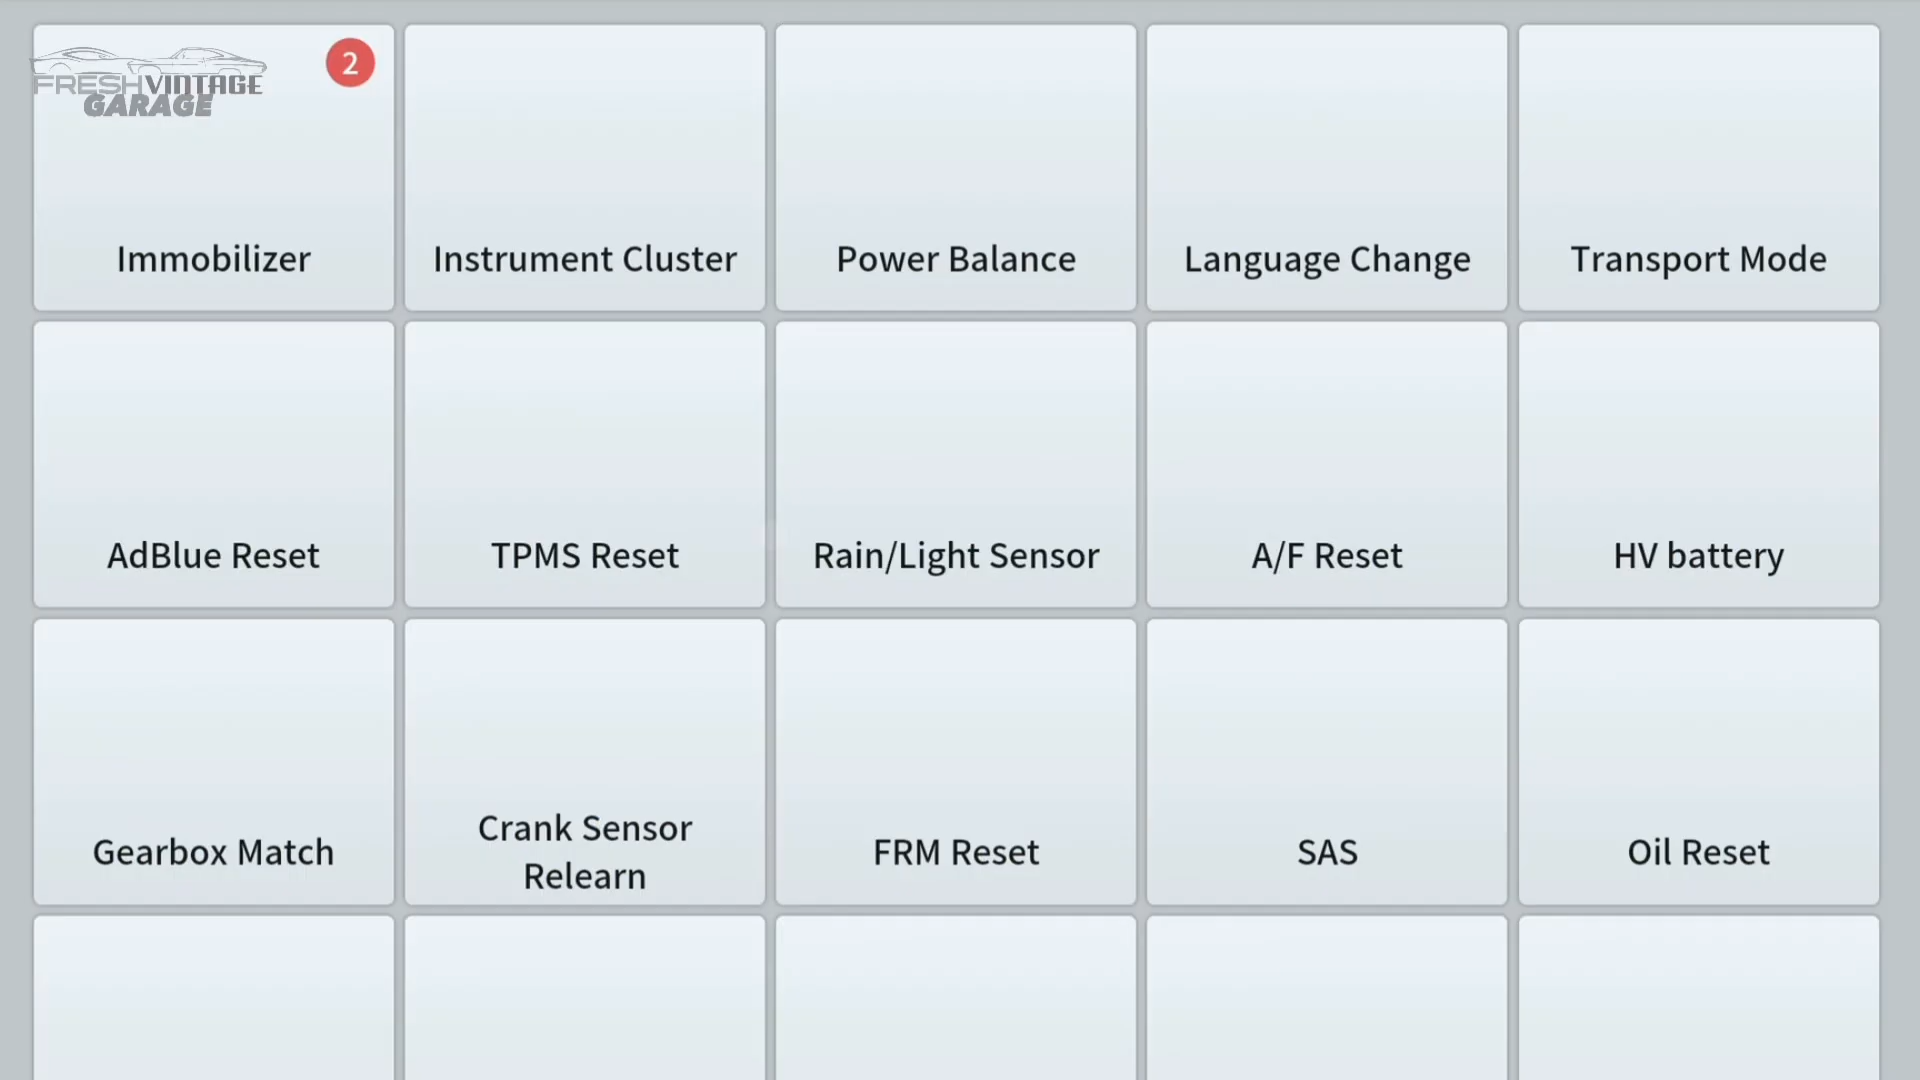 FRESHVINTAGE
GARAGE
2
Immobilizer
Instrument Cluster
Power Balance
Language Change
Transport Mode
AdBlue Reset
TPMS Reset
Rain/Light Sensor
A/F Reset
HV battery
Gearbox Match
Crank Sensor
Relearn
FRM Reset
SAS
Oil Reset